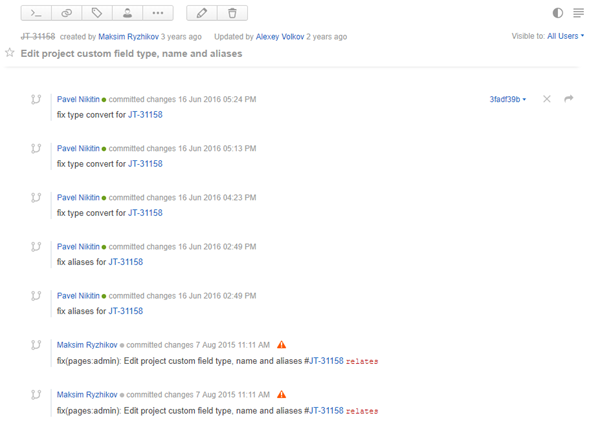 JT-31158 created by Maksim Ryzhikov 3 years ago Updated by Alexey Volkov 2 years ago Visible to: All Users
Edit project custom field type, name and aliases
Pavel Nikitin committed changes 16 Jun 2016 05:24 PM 3fadf39b
fix type convert for JT-31158
Pavel Nikitin committed changes 16 Jun 2016 05:13 PM
fix type convert for JT-31158
Pavel Nikitin committed changes 16 Jun 2016 04:23 PM
fix type convert for JT-31158
Pavel Nikitin committed changes 16 Jun 2016 02:49 PM
fix aliases for JT-31158
Pavel Nikitin committed changes 16 Jun 2016 02:49 PM
fix aliases for JT-31158
Maksim Ryzhikov committed changes 7 Aug 2015 11:11 AM
fix(pages:admin): Edit project custom field type, name and aliases #JT-31158 relates
Maksim Ryzhikov committed changes 7 Aug 2015 11:11 AM
fix(pages:admin): Edit project custom field type, name and aliases #JT-31158 relates